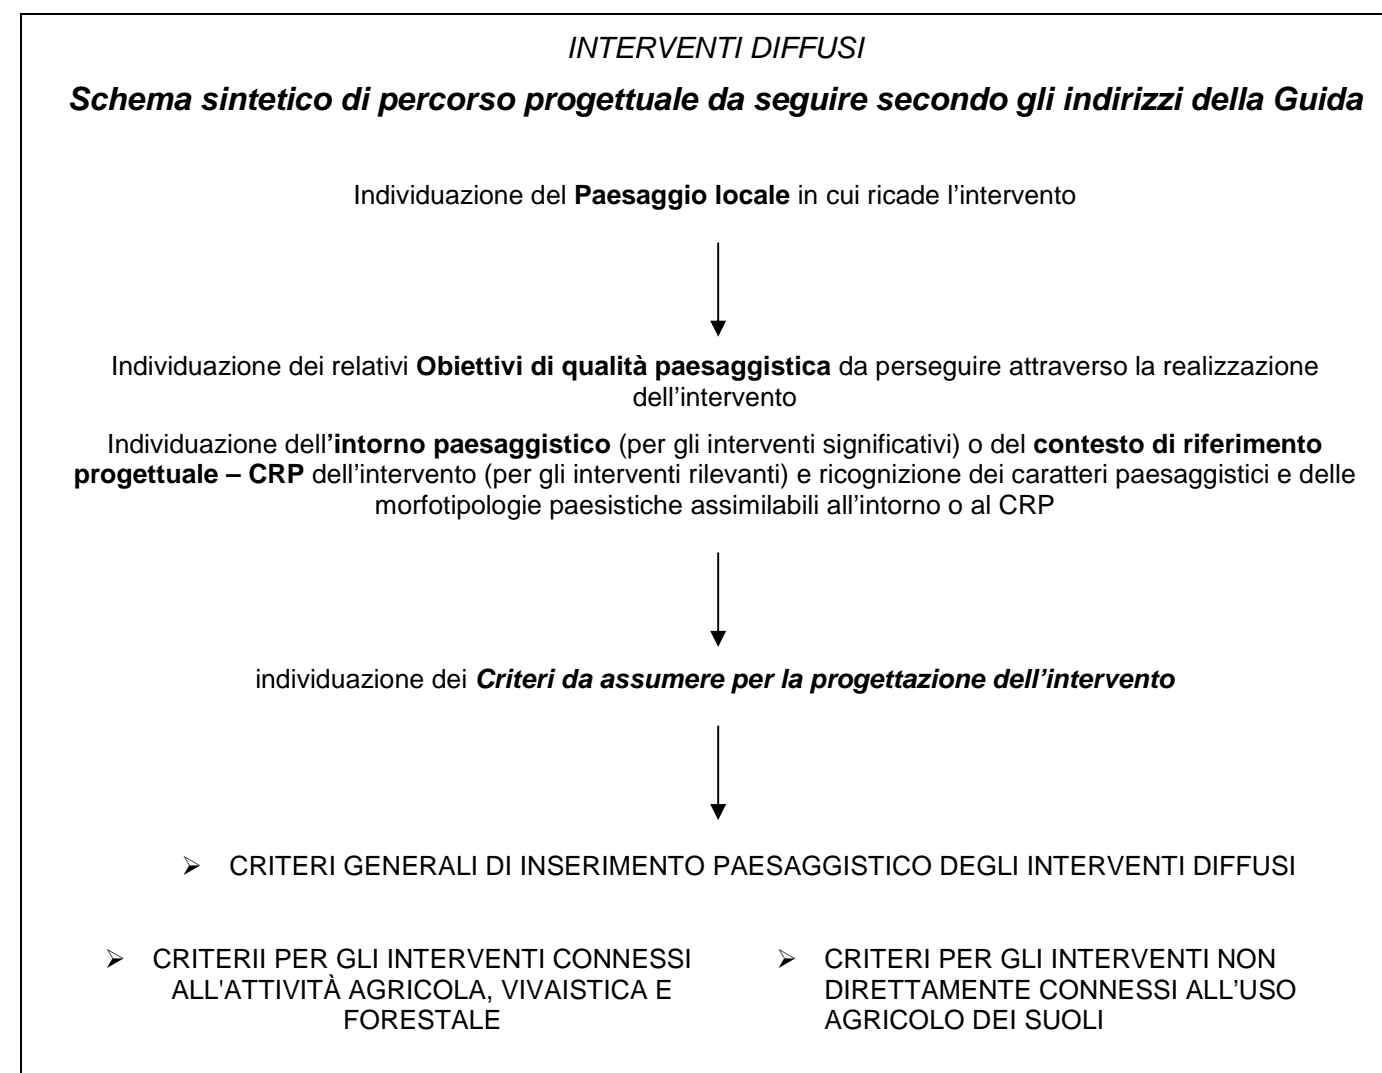 INTERVENTI DIFFUSI
Schema sintetico di percorso progettuale da seguire secondo gli indirizzi della Guida
Individuazione del Paesaggio locale in cui ricade l’intervento
Individuazione dei relativi Obiettivi di qualità paesaggistica da perseguire attraverso la realizzazione
dell’intervento
Individuazione dell’intorno paesaggistico (per gli interventi significativi) o del contesto di riferimento
progettuale – CRP dell’intervento (per gli interventi rilevanti) e ricognizione dei caratteri paesaggistici e delle
morfotipologie paesistiche assimilabili all’intorno o al CRP
individuazione dei Criteri da assumere per la progettazione dell’intervento
➢ CRITERI GENERALI DI INSERIMENTO PAESAGGISTICO DEGLI INTERVENTI DIFFUSI
➢ CRITERII PER GLI INTERVENTI CONNESSI
ALL'ATTIVITÀ AGRICOLA, VIVAISTICA E
FORESTALE
➢ CRITERI PER GLI INTERVENTI NON
DIRETTAMENTE CONNESSI ALL’USO
AGRICOLO DEI SUOLI